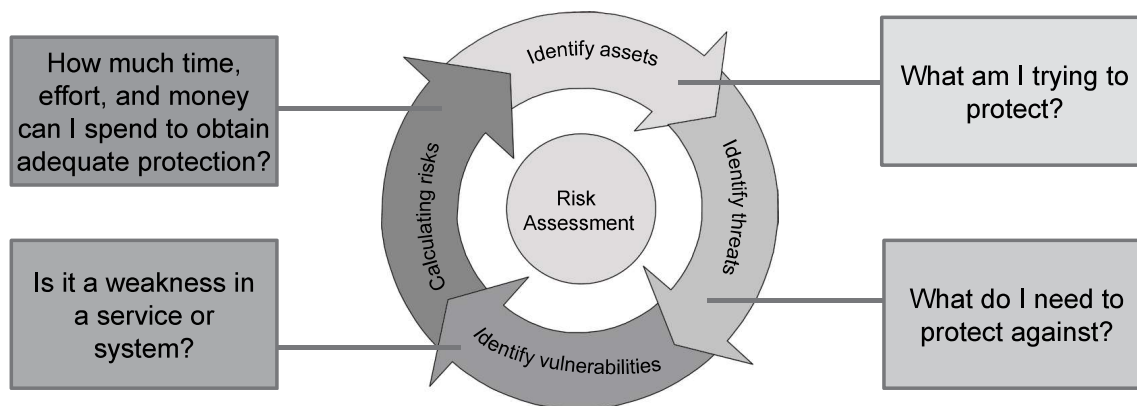 How much time,
effort, and money
can I spend to obtain
adequate protection?
Identify assets
What am I trying to
protect?
Calculating risks
Risk
Assessment
Identify threats
Is it a weakness in
a service or
system?
Identify vulnerabilities
What do I need to
protect against?